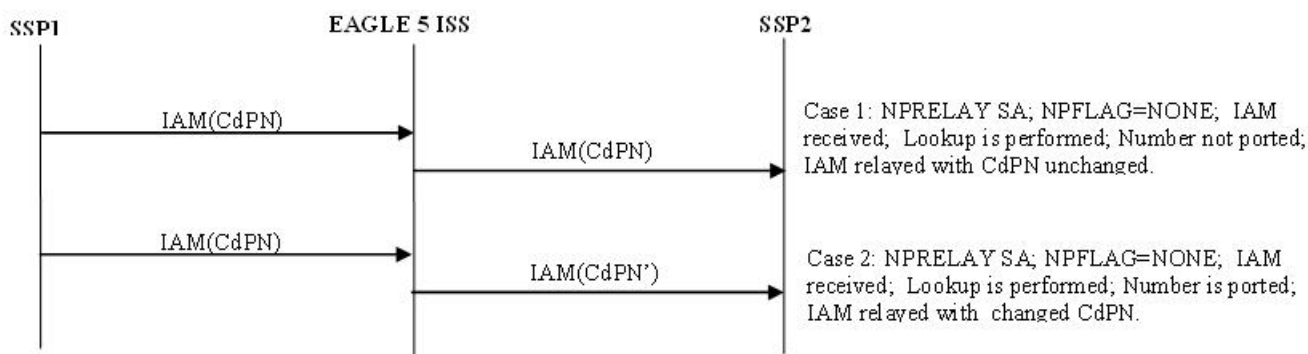 SSP1
EAGLE 5 ISS
SSP2
IAM(CdPN)
IAM(CdPN)
Case 1: NPRELAY SA; NPFLAG=NONE; IAM
received; Lookup is performed; Number not ported;
IAM relayed with CdPN unchanged.
IAM(CdPN)
IAM(CdPN’)
Case 2: NPRELAY SA; NPFLAG=NONE; IAM
received; Lookup is performed; Number is ported;
IAM relayed with changed CdPN.